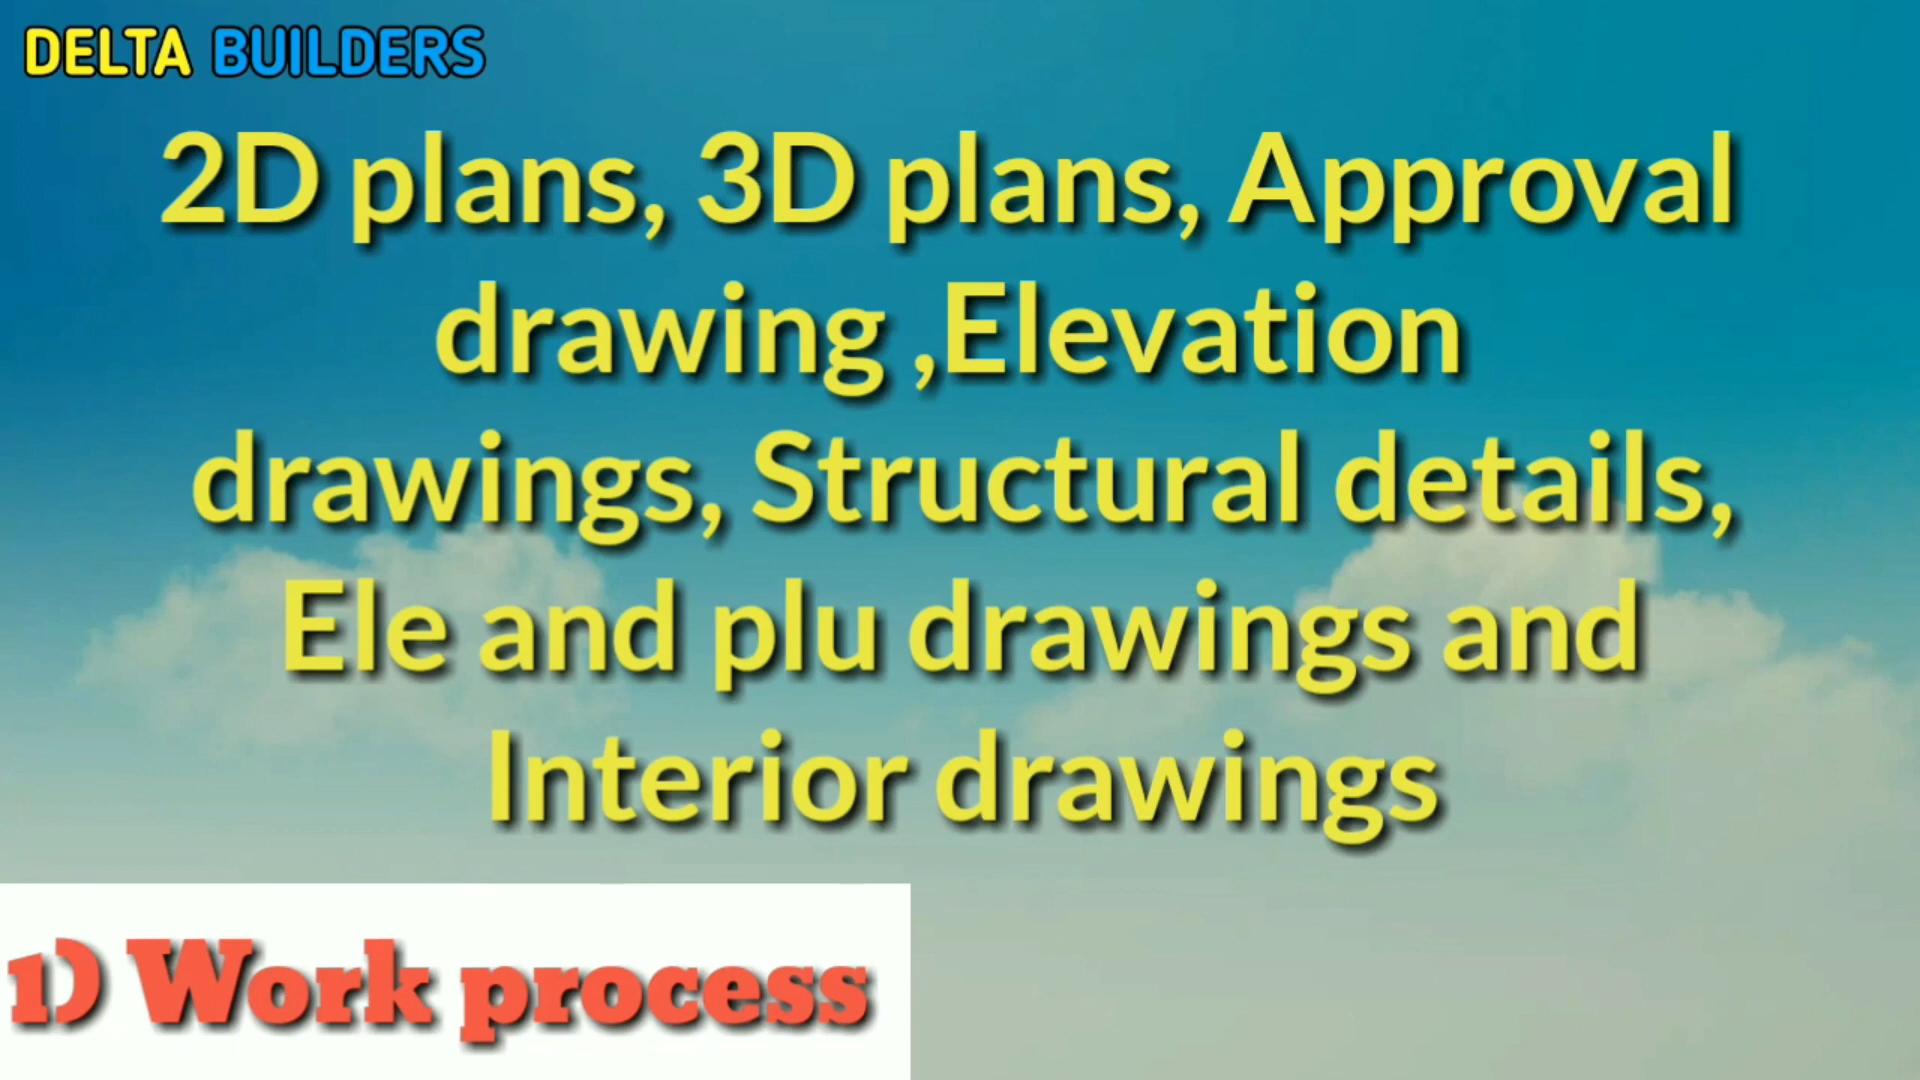 DELTA BUILDERS
2D plans, 3D plans, Approval
drawing ,Elevation
drawings, Structural details,
Ele and plu drawings and
Interior drawings
1) Work process